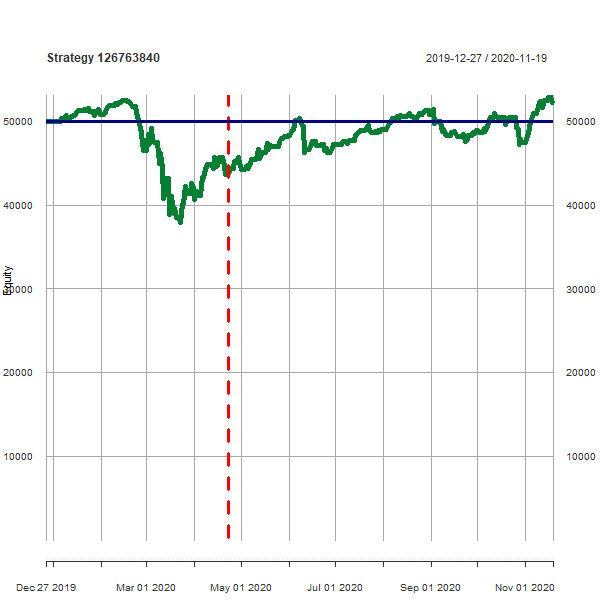 Strategy 126763840
2019-12-27 / 2020-11-19
50000
50000
40000
40000
Equity
30000
30000
20000
20000
10000
10000
Dec 27 2019
Mar 01 2020
May 01 2020
Jul 01 2020
Sep 01 2020
Nov 01 2020